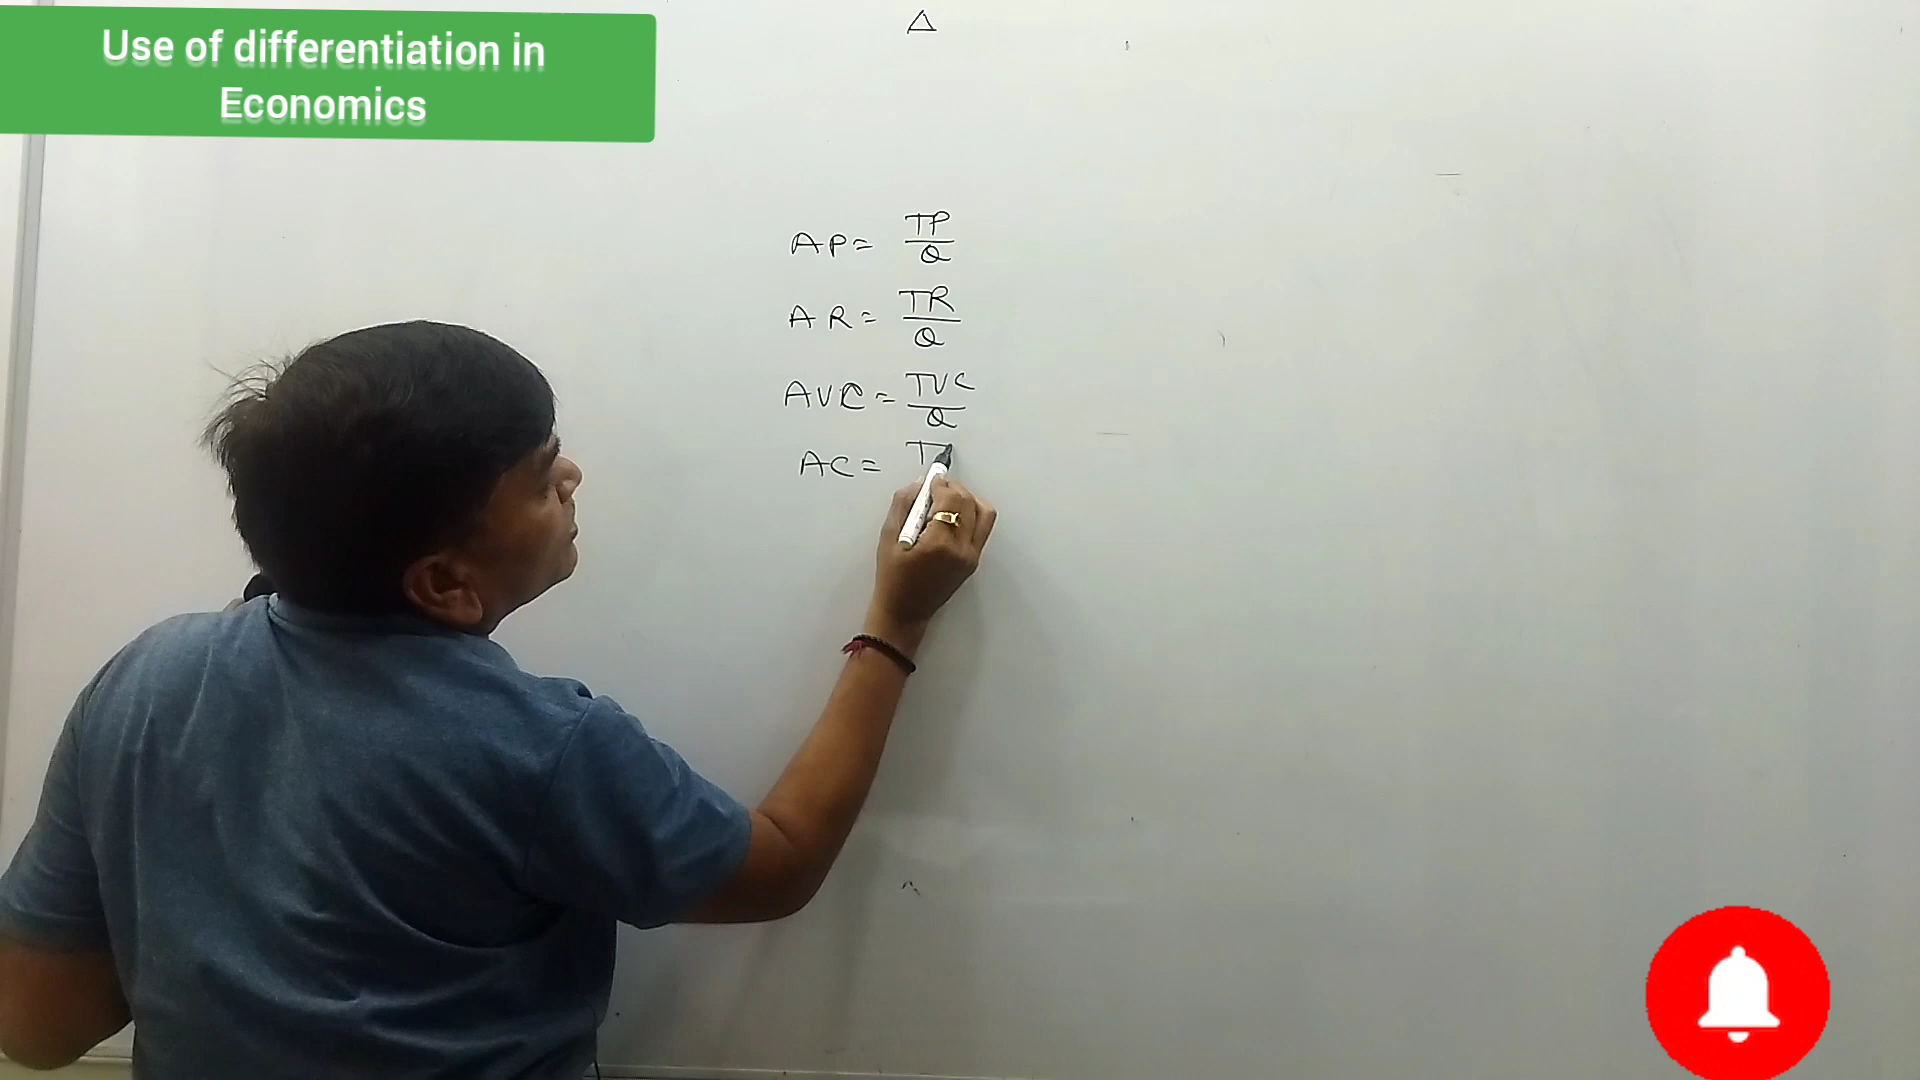 Use of differentiation in
Economics
Δ
AP = TP/Q
AR = TR/Q
AVC = TVC/Q
AC = T